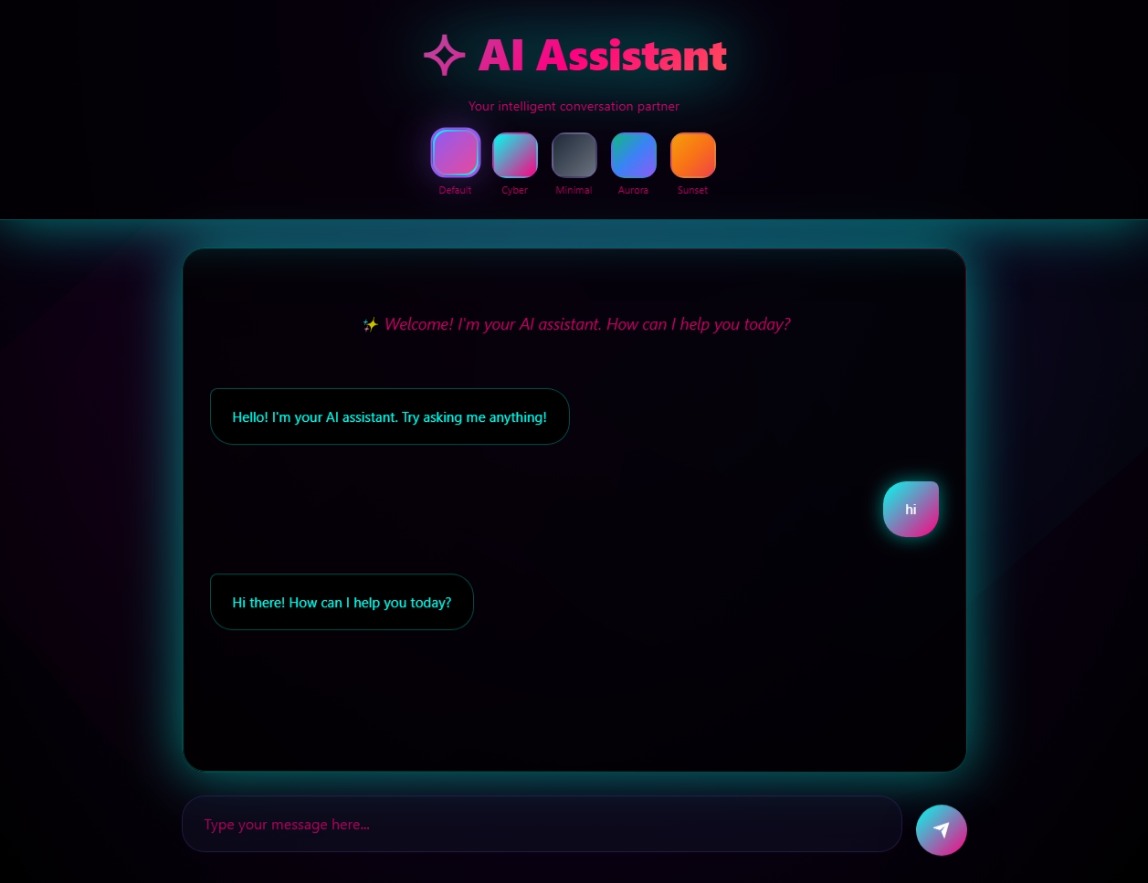 AI Assistant
Your intelligent conversation partner
Default Cyber Minimal Aurora Sunset
✨ Welcome! I'm your AI assistant. How can I help you today?
Hello! I'm your AI assistant. Try asking me anything!
hi
Hi there! How can I help you today?
Type your message here...